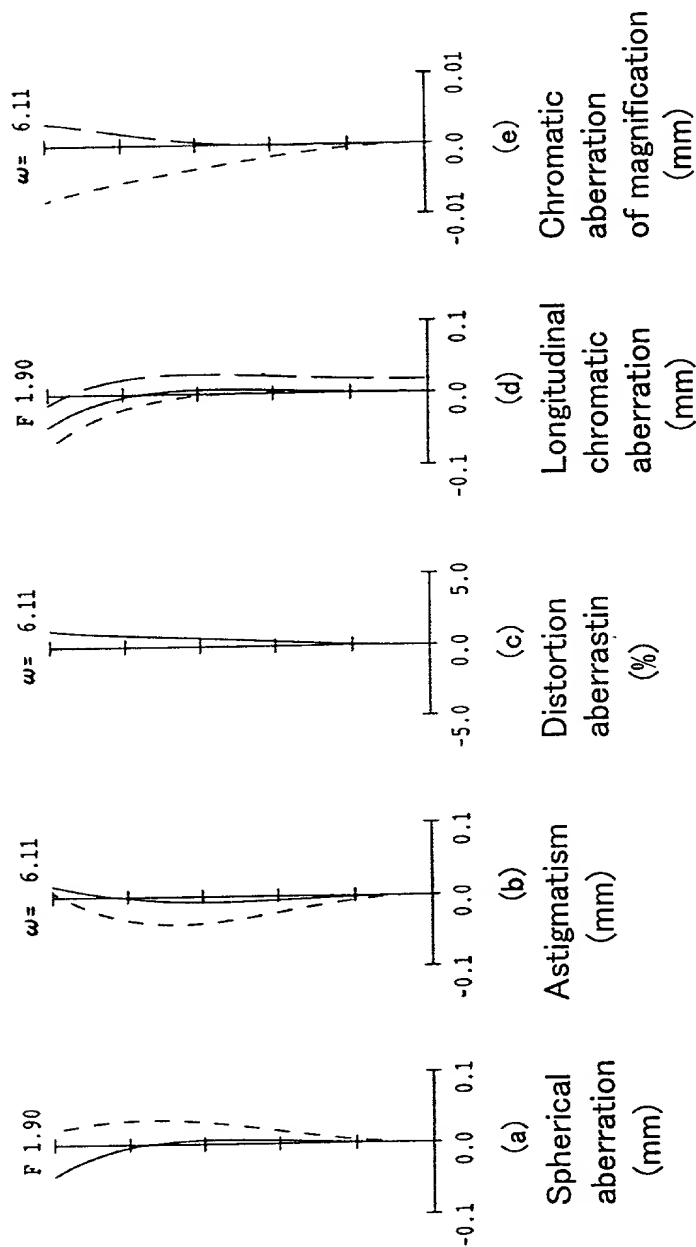 F 1.90
-0.1 0.0 0.1
(a)
Spherical
aberration
(mm)
ω= 6.11
-0.1 0.0 0.1
(b)
Astigmatism
(mm)
ω= 6.11
-5.0 0.0 5.0
(c)
Distortion
aberrastin
(%)
F 1.90
-0.1 0.0 0.1
(d)
Longitudinal
chromatic
aberration
(mm)
ω= 6.11
-0.01 0.0 0.01
(e)
Chromatic
aberration
of magnification
(mm)